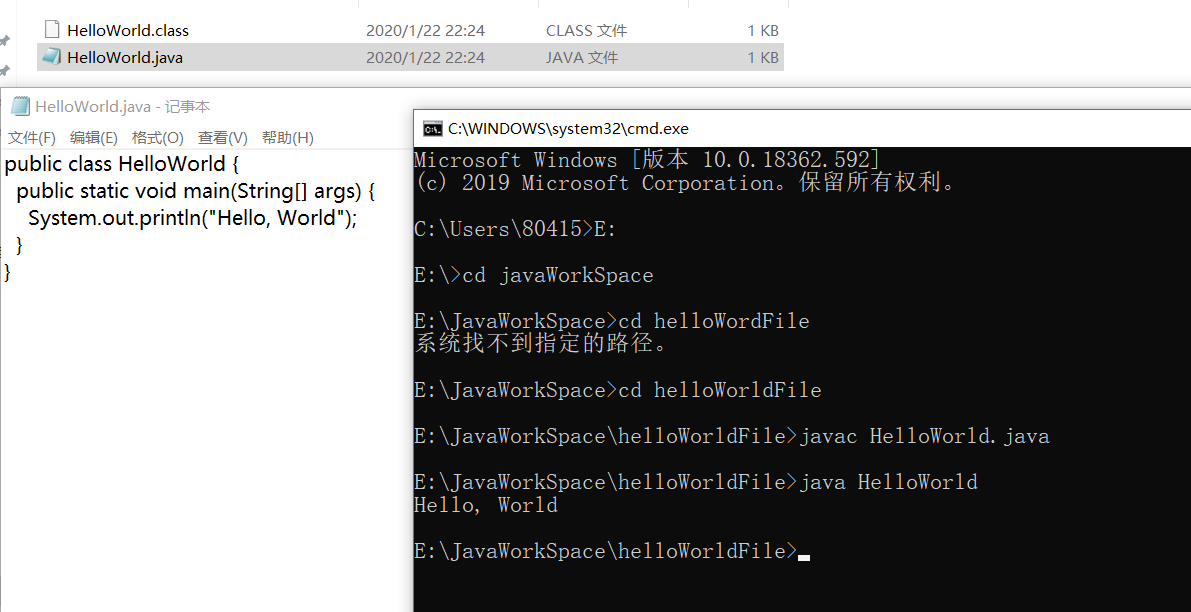 HelloWorld.class 2020/1/22 22:24 CLASS 文件 1 KB
HelloWorld.java 2020/1/22 22:24 JAVA 文件 1 KB
HelloWorld.java - 记事本
文件(F) 编辑(E) 格式(O) 查看(V) 帮助(H)
public class HelloWorld {
public static void main(String[] args) {
System.out.println("Hello, World");
}
}
C:\WINDOWS\system32\cmd.exe
Microsoft Windows [版本 10.0.18362.592]
(c) 2019 Microsoft Corporation。保留所有权利。
C:\Users\80415>E:
E:\>cd javaWorkSpace
E:\JavaWorkSpace>cd helloWordFile
系统找不到指定的路径。
E:\JavaWorkSpace>cd helloWorldFile
E:\JavaWorkSpace\helloWorldFile>javac HelloWorld.java
E:\JavaWorkSpace\helloWorldFile>java HelloWorld
Hello, World
E:\JavaWorkSpace\helloWorldFile>